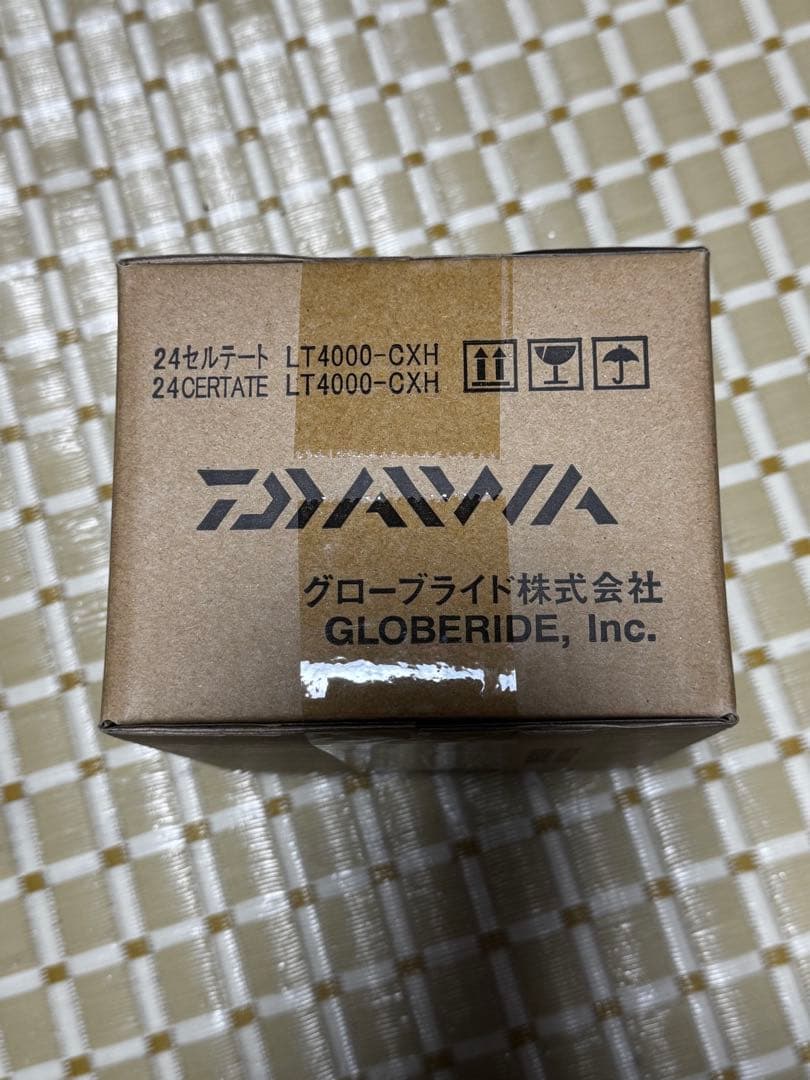 24セルテート LT4000-CXH
24CERTATE LT4000-CXH
DAIWA
グローブライド株式会社
GLOBERIDE, Inc.